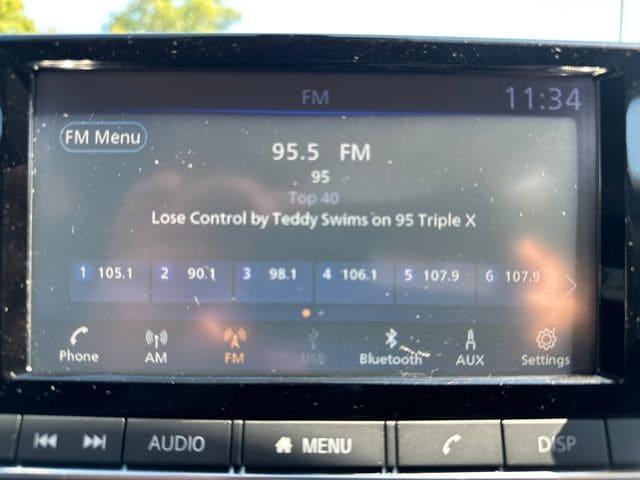 FM
11:34
FM Menu
95.5 FM
95
Top 40
Lose Control by Teddy Swims on 95 Triple X
1 105.1 2 90.1 3 98.1 4 106.1 5 107.9 6 107.9
Phone AM FM USB Bluetooth AUX Settings
AUDIO MENU DISP